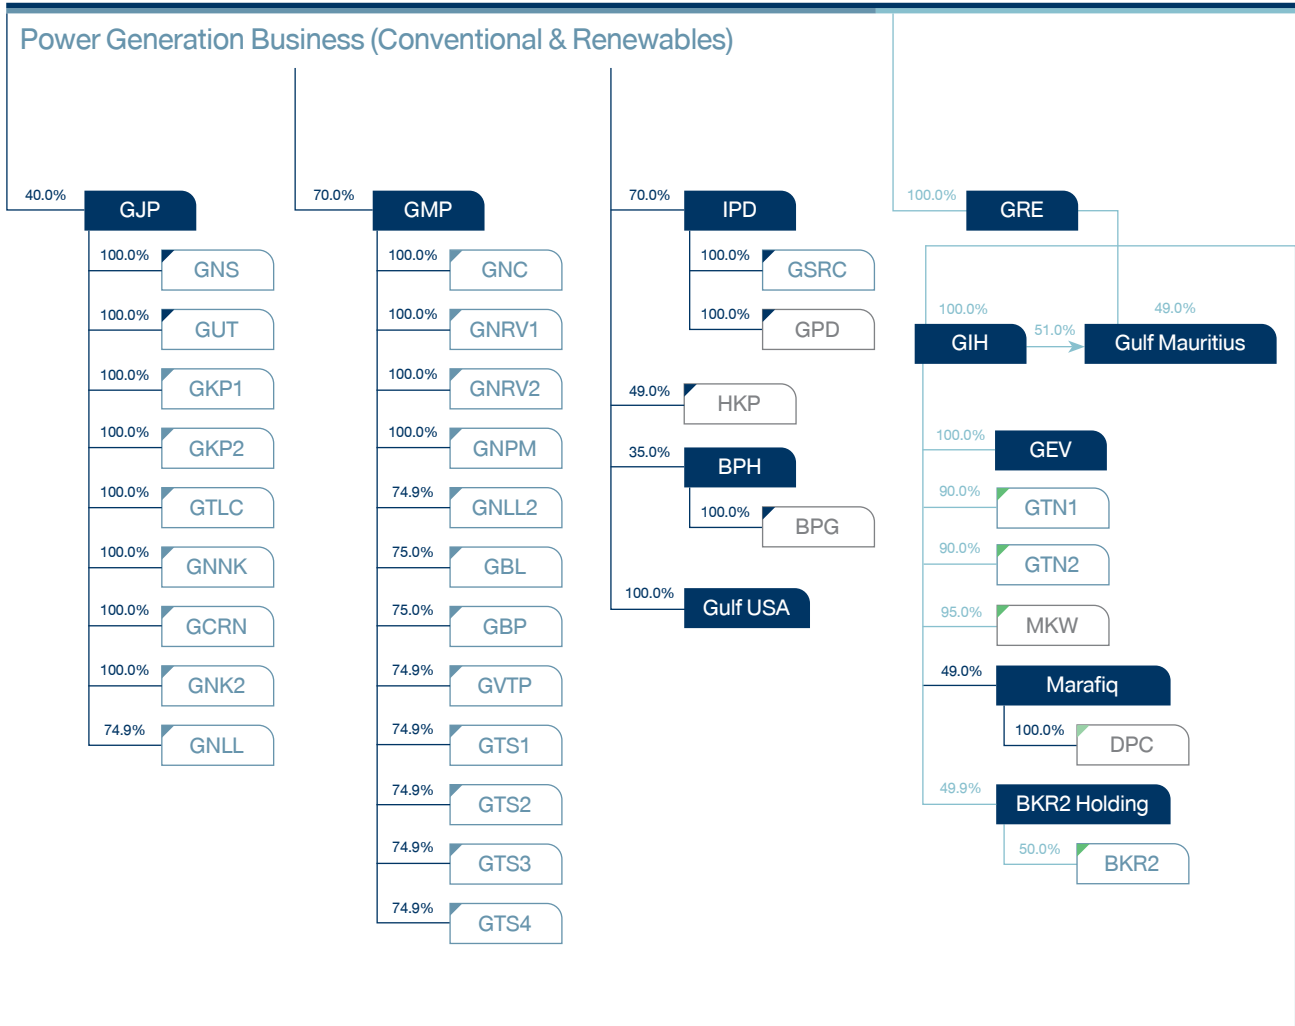 Power Generation Business (Conventional & Renewables)
40.0%
GJP
100.0%
GNS
100.0%
GUT
100.0%
GKP1
100.0%
GKP2
100.0%
GTLC
100.0%
GNNK
100.0%
GCRN
100.0%
GNK2
74.9%
GNLL
70.0%
GMP
100.0%
GNC
100.0%
GNRV1
100.0%
GNRV2
100.0%
GNPM
74.9%
GNLL2
75.0%
GBL
75.0%
GBP
74.9%
GVTP
74.9%
GTS1
74.9%
GTS2
74.9%
GTS3
74.9%
GTS4
70.0%
IPD
100.0%
GSRC
100.0%
GPD
49.0%
HKP
35.0%
BPH
100.0%
BPG
100.0%
Gulf USA
100.0%
GRE
100.0%
GIH
51.0%
49.0%
Gulf Mauritius
100.0%
GEV
90.0%
GTN1
90.0%
GTN2
95.0%
MKW
49.0%
Marafiq
100.0%
DPC
49.9%
BKR2 Holding
50.0%
BKR2